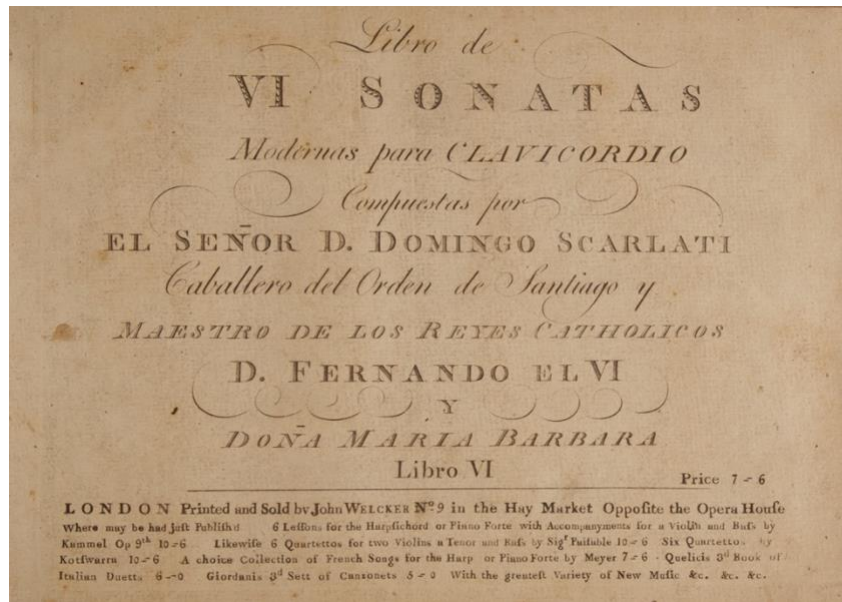 Libro de
VI SONATAS
Modernas para CLAVICORDIO
Compuestas por
EL SEÑOR D. DOMINGO SCARLATI
Caballero del Orden de Santiago y
MAESTRO DE LOS REYES CATHOLICOS
D. FERNANDO EL VI
Y
DOÑA MARIA BARBARA
Libro VI
Price 7=6
LONDON Printed and Sold by John WELCKER Nº 9 in the Hay Market Oppoſite the Opera Houſe
Where may be had juſt Publiſh'd 6 Leſſons for the Harpſichord or Piano Forte with Accompanyments for a Violin and Baſs by
Kammel Op 9th 10=6 Likewiſe 6 Quartettos for two Violins a Tenor and Baſs by Sigr Paiſable 10=6 Six Quartettos by
Kotſwarra 10=6 A choice Collection of French Songs for the Harp or Piano Forte by Meyer 7=6 Quelicis 3d Book of
Italian Duetts 6=0 Giordanis 3d Sett of Canzonets 5=0 With the greateſt Variety of New Muſic &c. &c. &c.